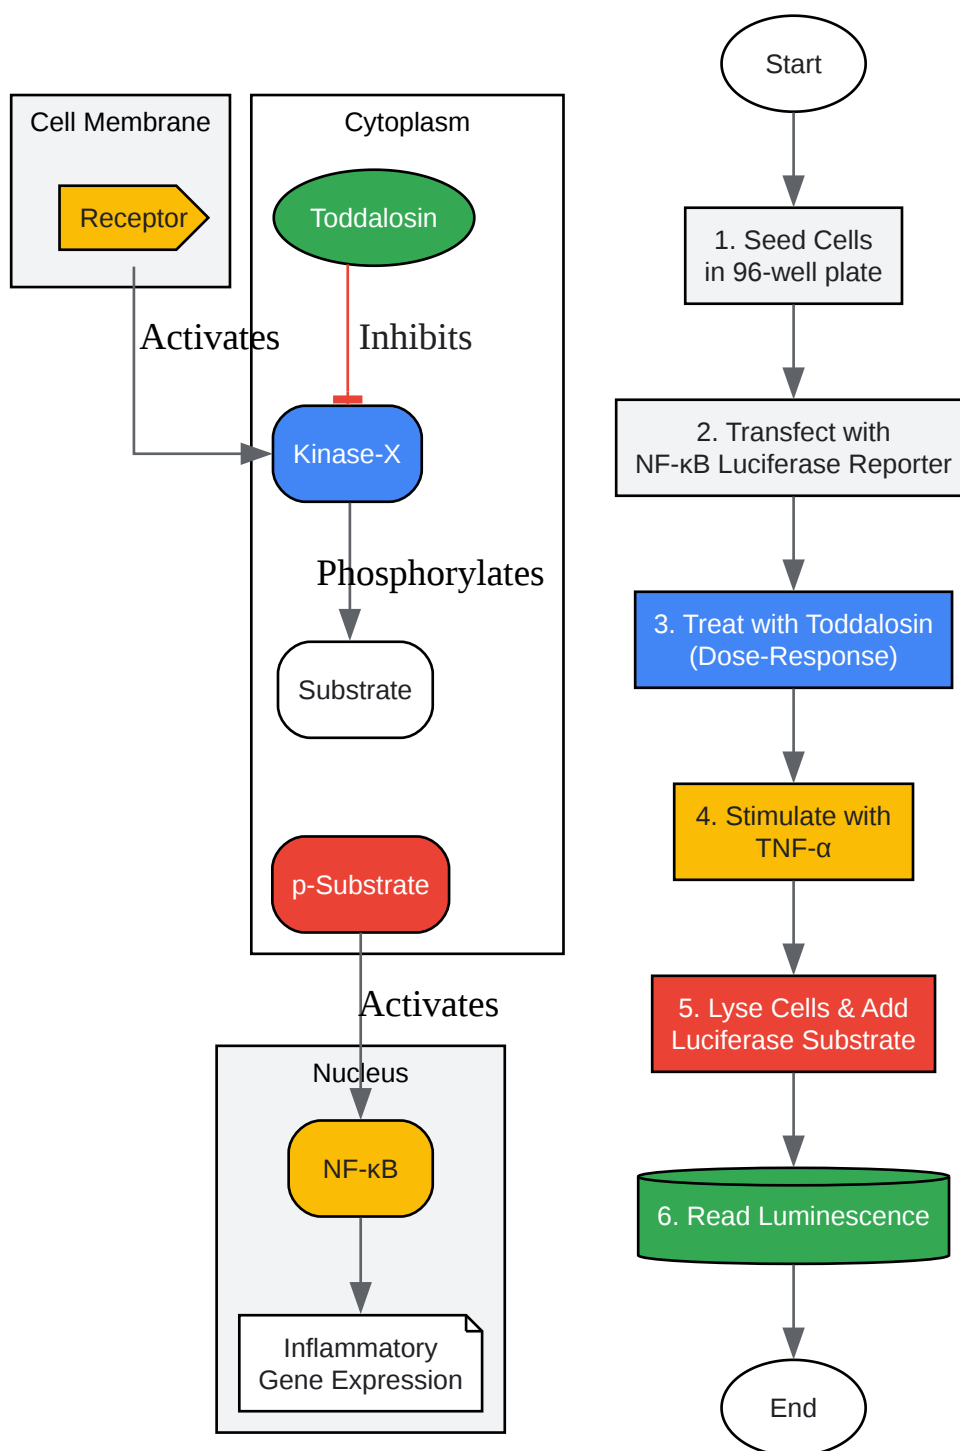 Cell Membrane
Receptor
Activates
Cytoplasm
Toddalosin
Inhibits
Kinase-X
Phosphorylates
Substrate
p-Substrate
Activates
Nucleus
NF-κB
Inflammatory
Gene Expression
Start
1. Seed Cells
in 96-well plate
2. Transfect with
NF-κB Luciferase Reporter
3. Treat with Toddalosin
(Dose-Response)
4. Stimulate with
TNF-α
5. Lyse Cells & Add
Luciferase Substrate
6. Read Luminescence
End